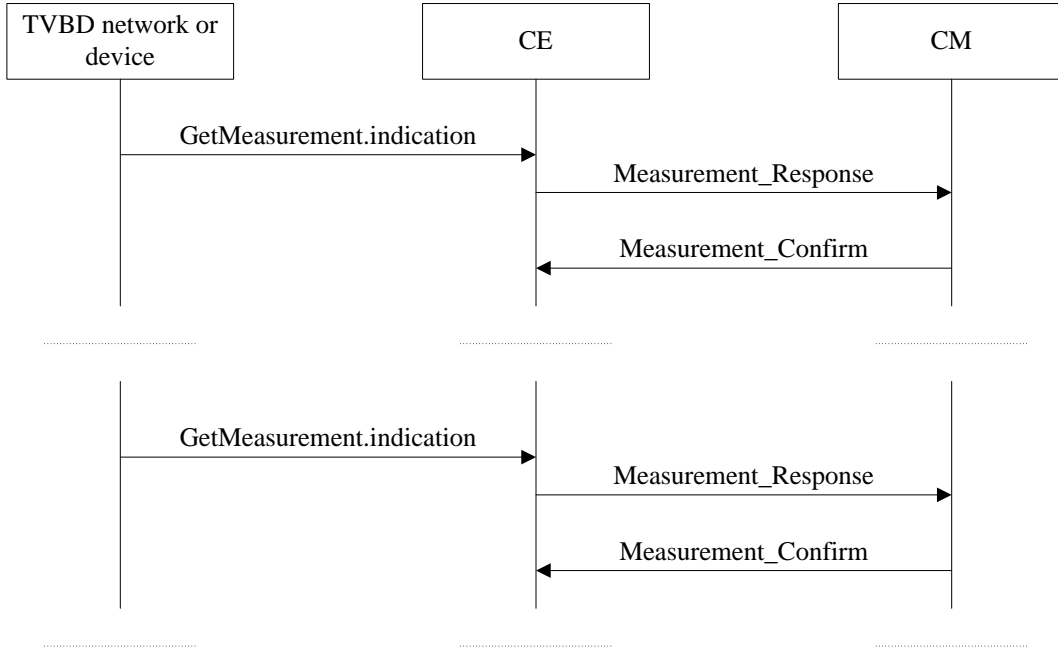 TVBD network or
device
CE
CM
GetMeasurement.indication
Measurement_Response
Measurement_Confirm
GetMeasurement.indication
Measurement_Response
Measurement_Confirm